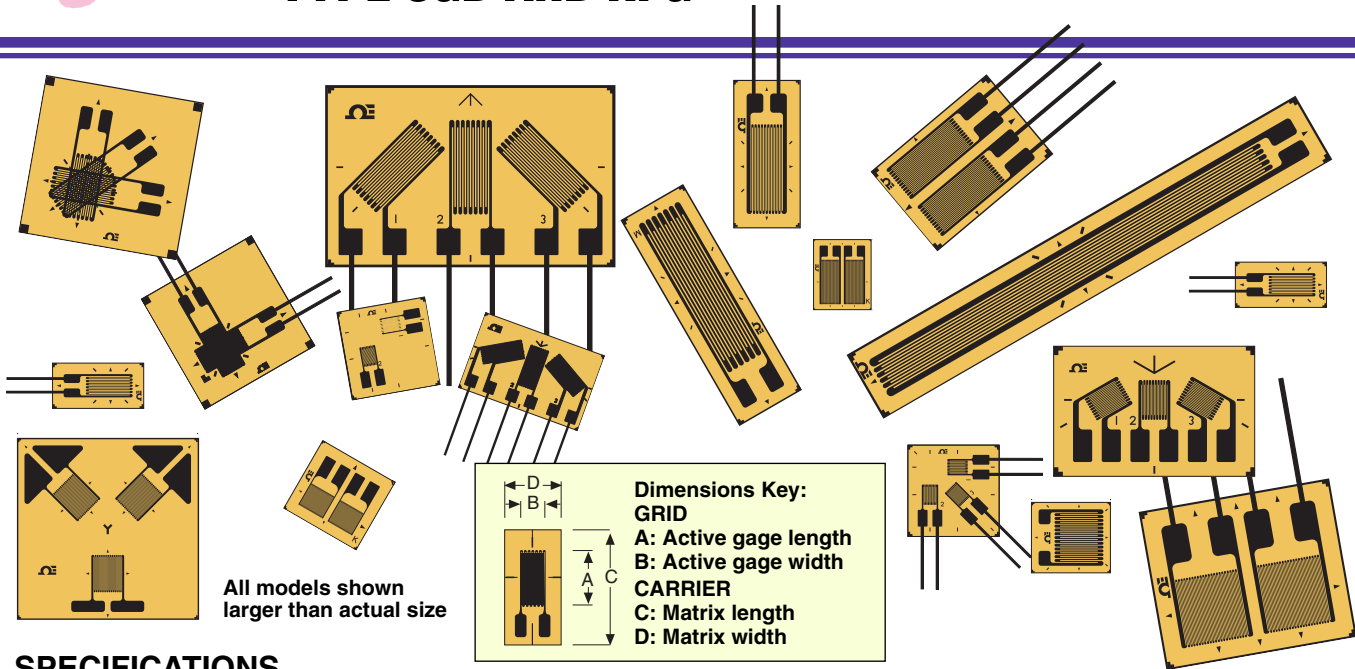 1
2
3
1
2
3
Y
K
K
M
All models shown
larger than actual size
D
B
A
C
Dimensions Key:
GRID
A: Active gage length
B: Active gage width
CARRIER
C: Matrix length
D: Matrix width
SPECIFICATIONS